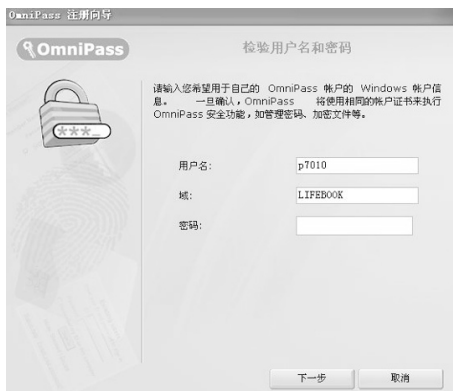 OmniPass 注册向导
OmniPass
检验用户名和密码
请输入您希望用于自己的 OmniPass 帐户的 Windows 帐户信
息。 一旦确认，OmniPass 将使用相同的帐户证书来执行
OmniPass 安全功能，如管理密码、加密文件等。
***_
用户名: p7010
域: LIFEBOOK
密码:
下一步 取消